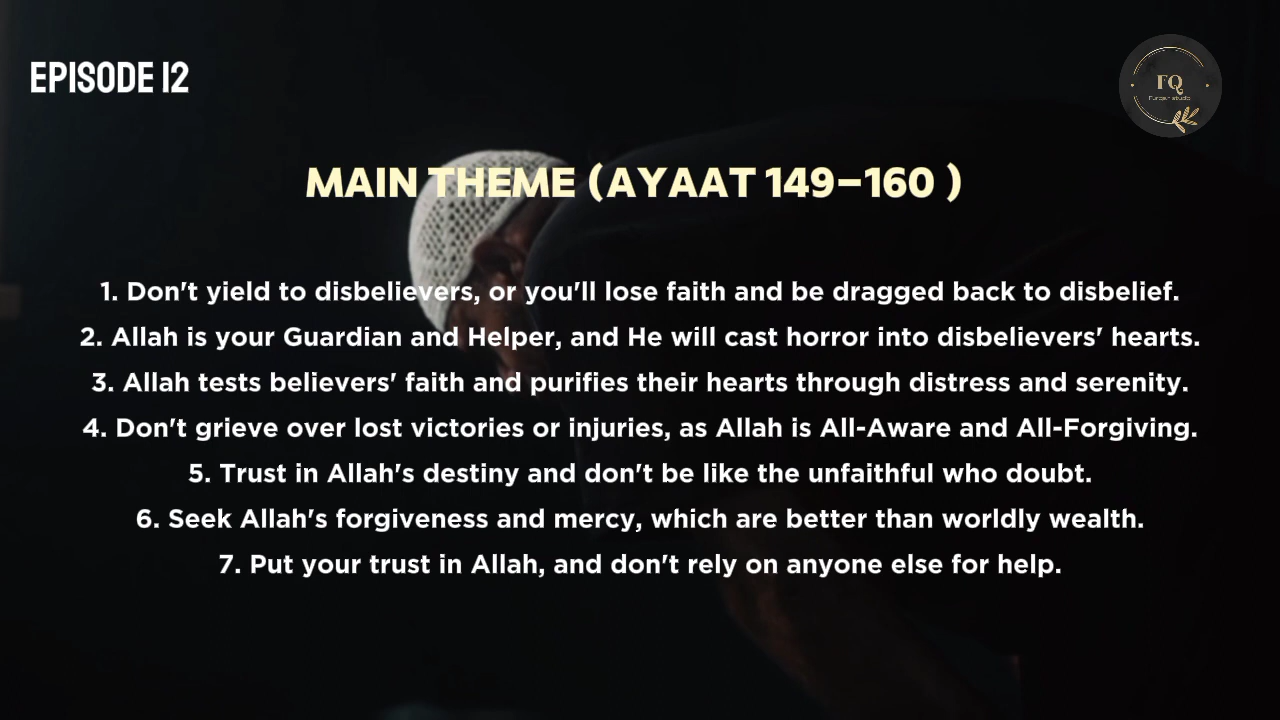 EPISODE 12
FQ
Furqan studio
MAIN THEME (AYAAT 149–160 )
1. Don't yield to disbelievers, or you'll lose faith and be dragged back to disbelief.
2. Allah is your Guardian and Helper, and He will cast horror into disbelievers' hearts.
3. Allah tests believers' faith and purifies their hearts through distress and serenity.
4. Don't grieve over lost victories or injuries, as Allah is All-Aware and All-Forgiving.
5. Trust in Allah's destiny and don't be like the unfaithful who doubt.
6. Seek Allah's forgiveness and mercy, which are better than worldly wealth.
7. Put your trust in Allah, and don't rely on anyone else for help.